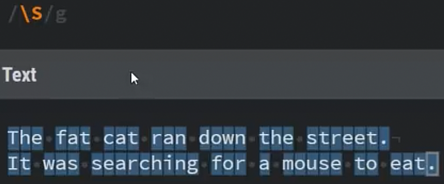 /\S/g
Text
The fat cat ran down the street.
It was searching for a mouse to eat.